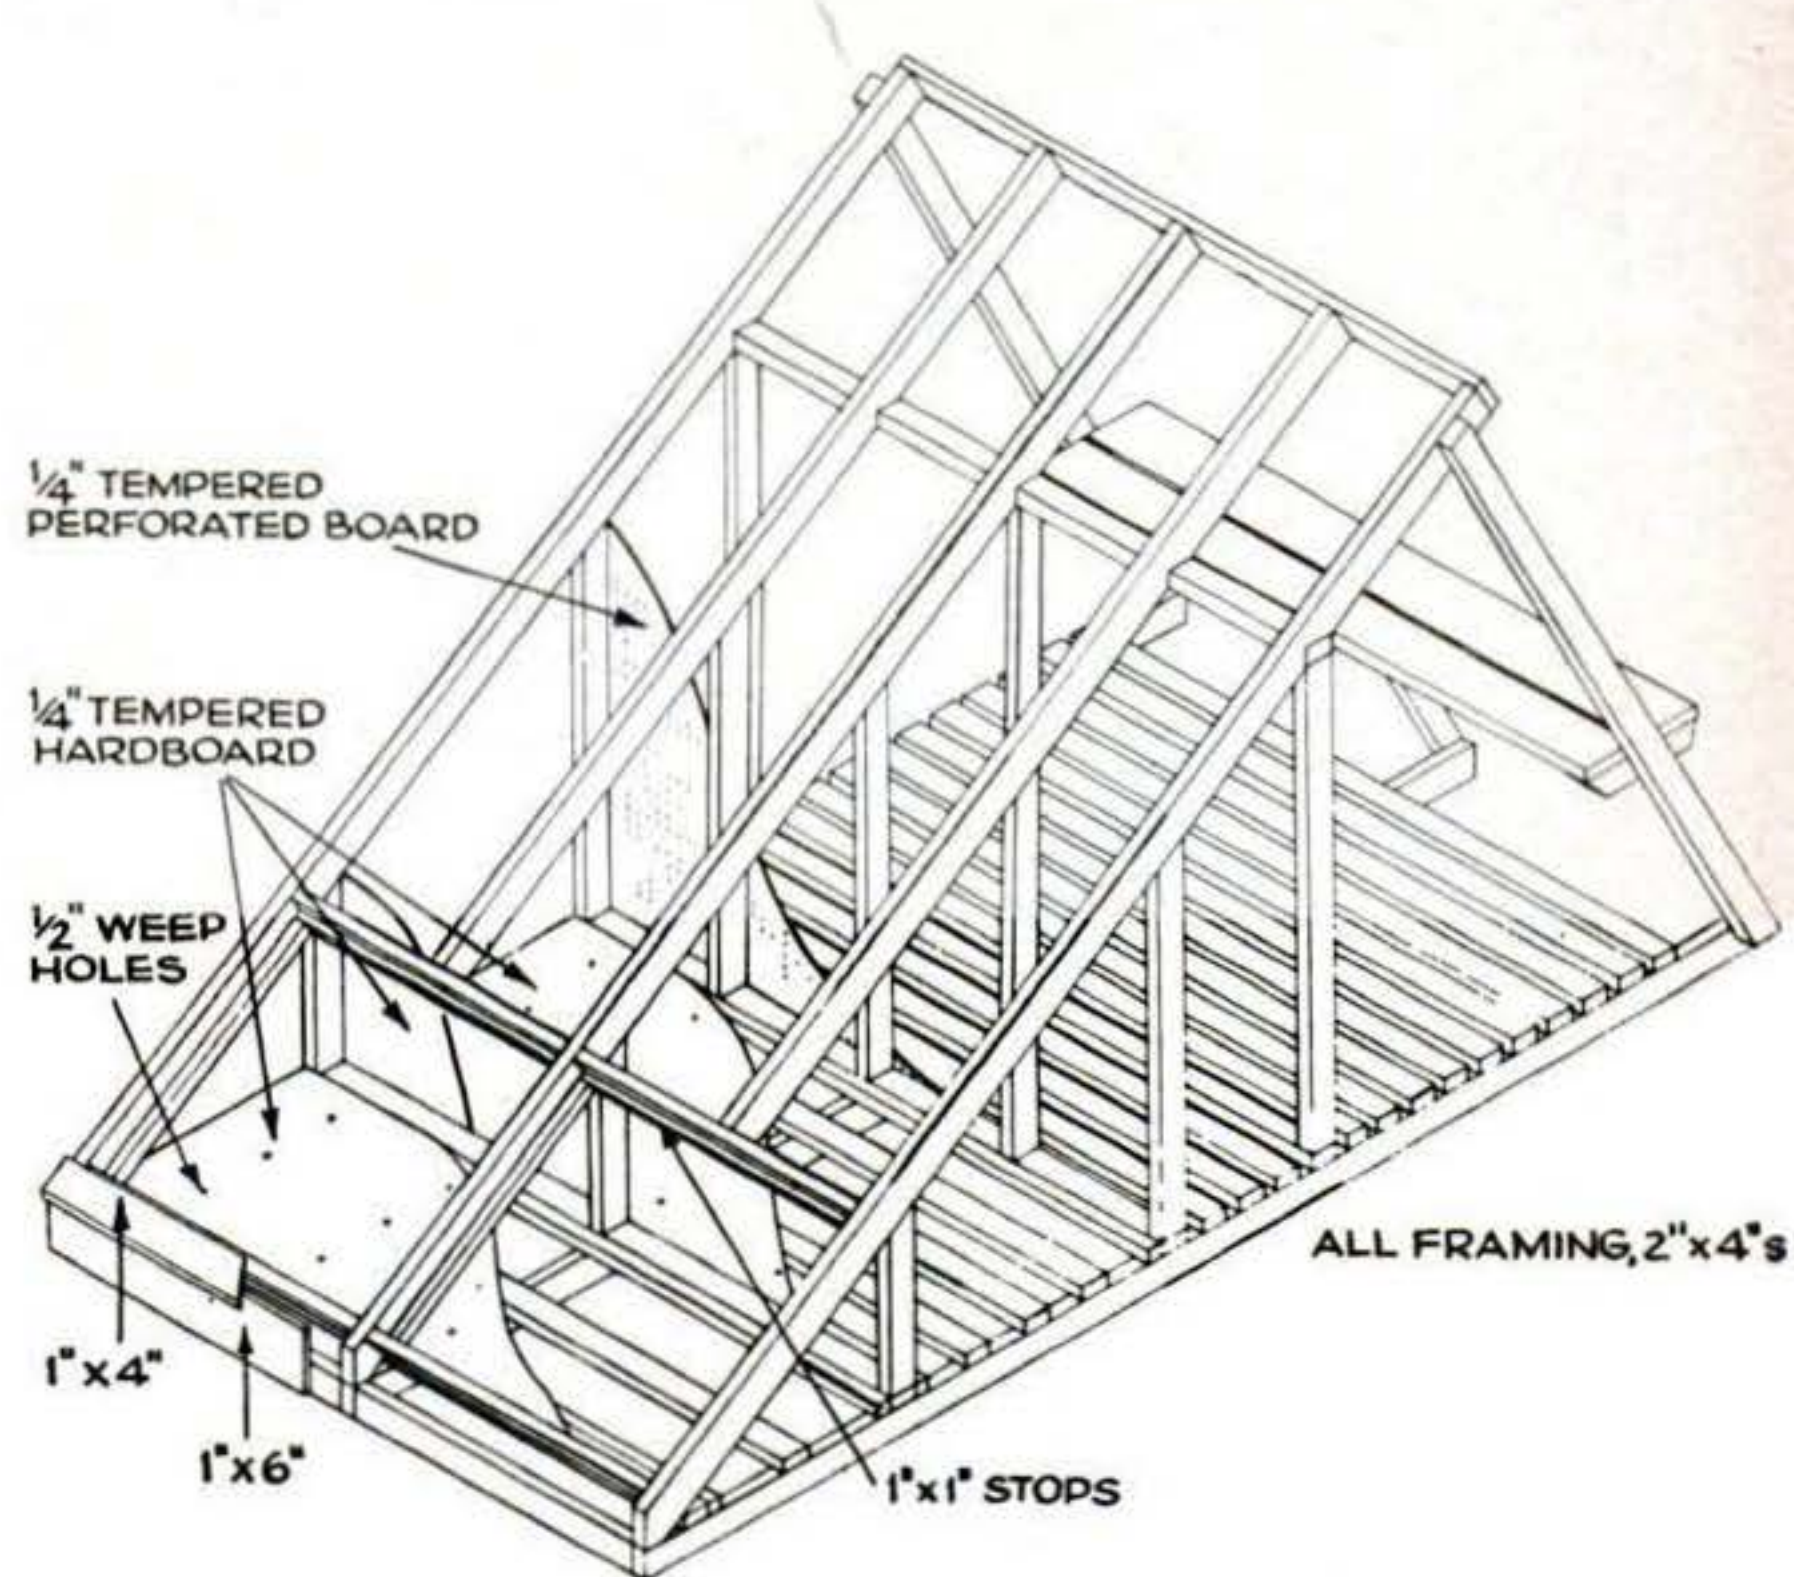 ¼" TEMPERED
PERFORATED BOARD
¼" TEMPERED
HARDBOARD
½" WEEP
HOLES
1"x4"
1"x6"
1"x1" STOPS
ALL FRAMING, 2"x4"s